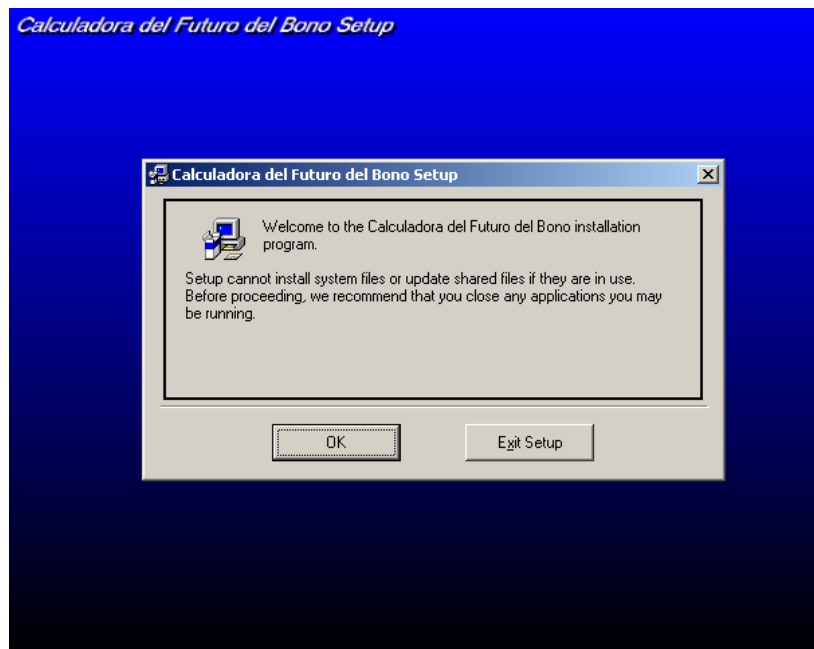 Calculadora del Futuro del Bono Setup
Calculadora del Futuro del Bono Setup
Welcome to the Calculadora del Futuro del Bono installation
program.
Setup cannot install system files or update shared files if they are in use.
Before proceeding, we recommend that you close any applications you may
be running.
OK
Exit Setup